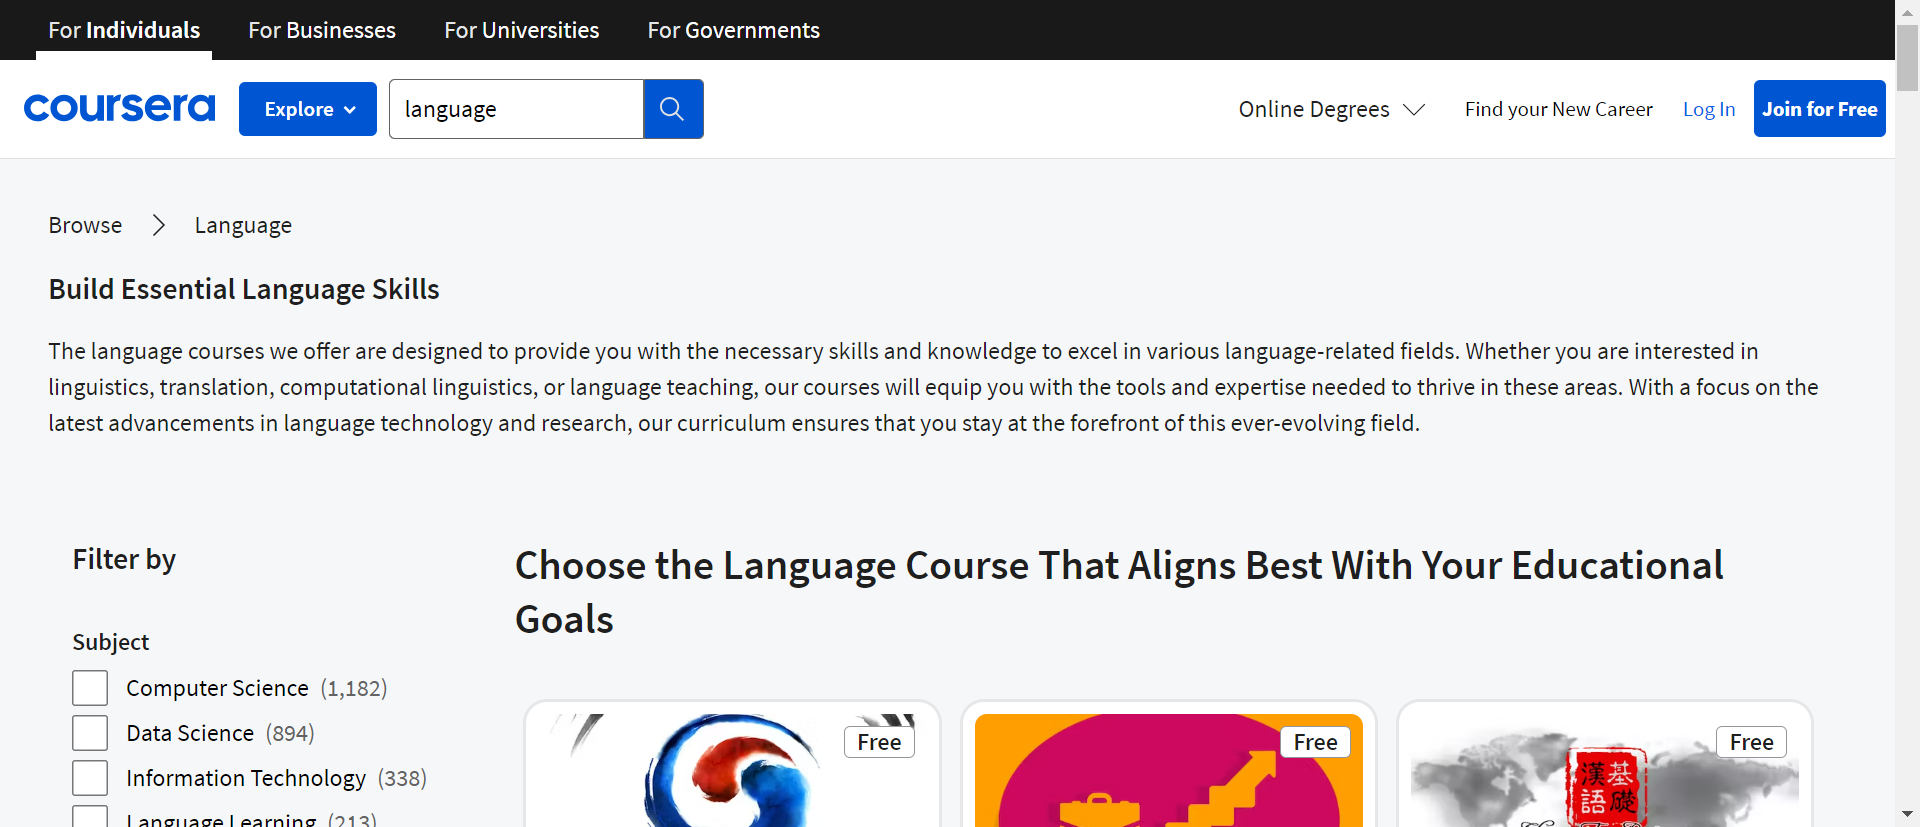 For Individuals
For Businesses
For Universities
For Governments
coursera
Explore
language
Online Degrees
Find your New Career
Log In
Join for Free
Browse
Language
Build Essential Language Skills
The language courses we offer are designed to provide you with the necessary skills and knowledge to excel in various language-related fields. Whether you are interested in
linguistics, translation, computational linguistics, or language teaching, our courses will equip you with the tools and expertise needed to thrive in these areas. With a focus on the
latest advancements in language technology and research, our curriculum ensures that you stay at the forefront of this ever-evolving field.
Filter by
Subject
Computer Science (1,182)
Data Science (894)
Information Technology (338)
Language Learning (213)
Choose the Language Course That Aligns Best With Your Educational
Goals
Free
Free
Free
基礎
漢語